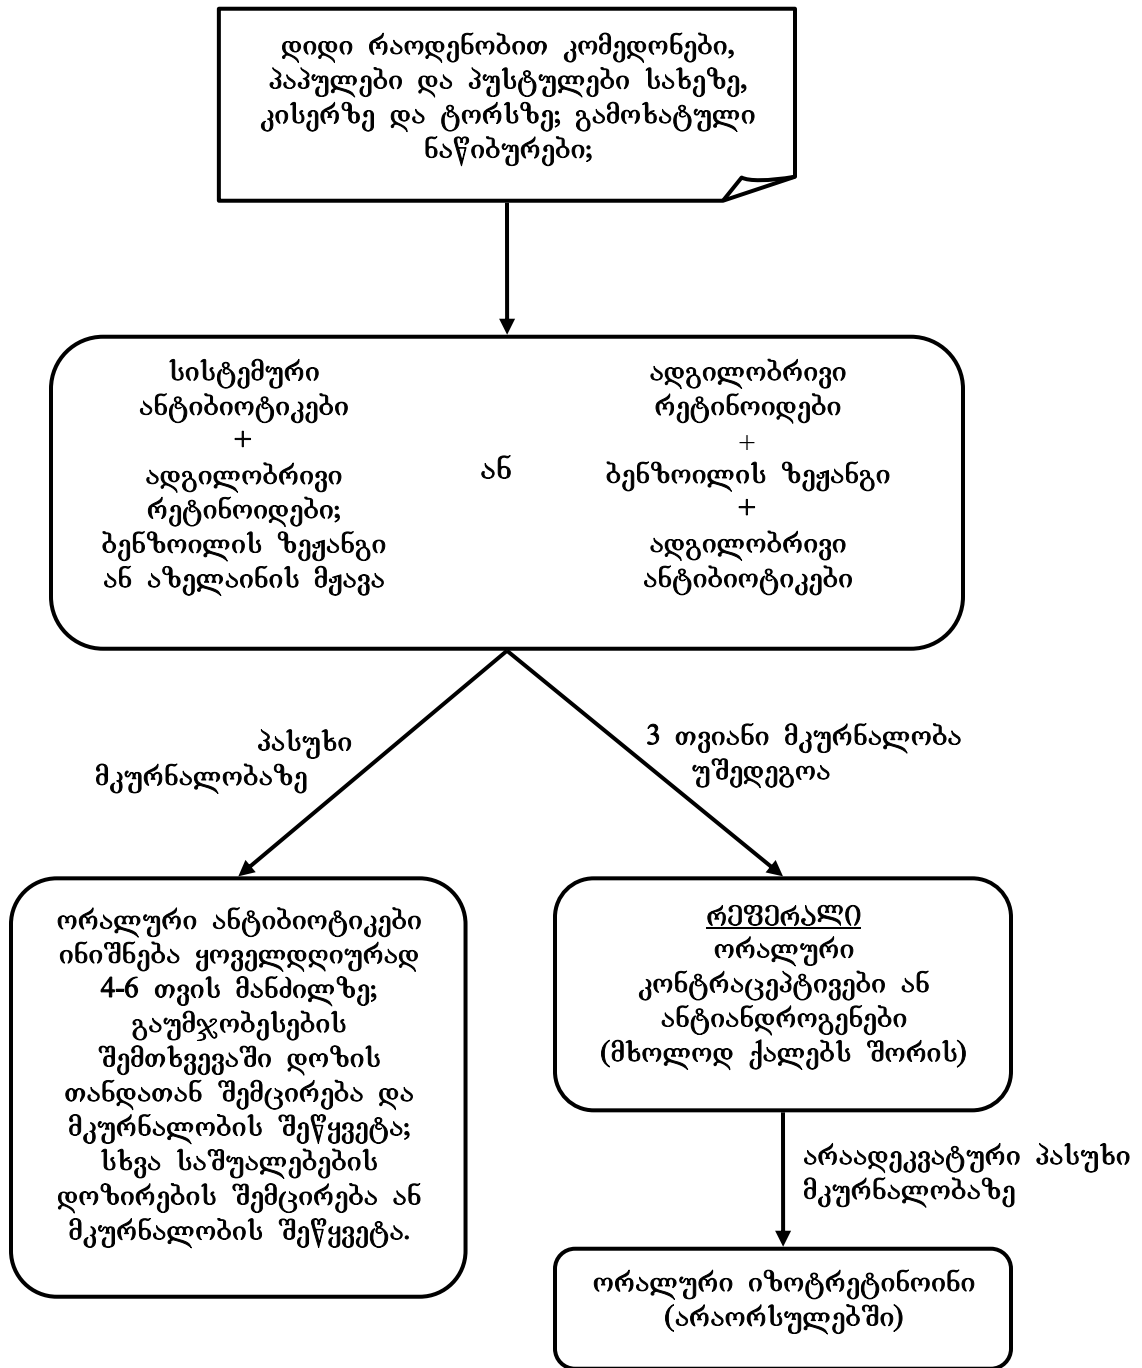 დიდი რაოდენობით კომედონები,
პაპულები და პუსტულები სახეზე,
კისერზე და ტორსზე; გამოხატული
ნაწიბურები;
სისტემური
ანტიბიოტიკები
+
ადგილობრივი
რეტინოიდები;
ბენზოილის ზეჟანგი
ან აზელაინის მჟავა
ან
ადგილობრივი
რეტინოიდები
+
ბენზოილის ზეჟანგი
+
ადგილობრივი
ანტიბიოტიკები
პასუხი
მკურნალობაზე
3 თვიანი მკურნალობა
უშედეგოა
ორალური ანტიბიოტიკები
ინიშნება ყოველდღიურად
4-6 თვის მანძილზე;
გაუმჯობესების
შემთხვევაში დოზის
თანდათან შემცირება და
მკურნალობის შეწყვეტა;
სხვა საშუალებების
დოზირების შემცირება ან
მკურნალობის შეწყვეტა.
რეფერალი
ორალური
კონტრაცეპტივები ან
ანტიანდროგენები
(მხოლოდ ქალებს შორის)
არაადეკვატური პასუხი
მკურნალობაზე
ორალური იზოტრეტინოინი
(არაორსულებში)